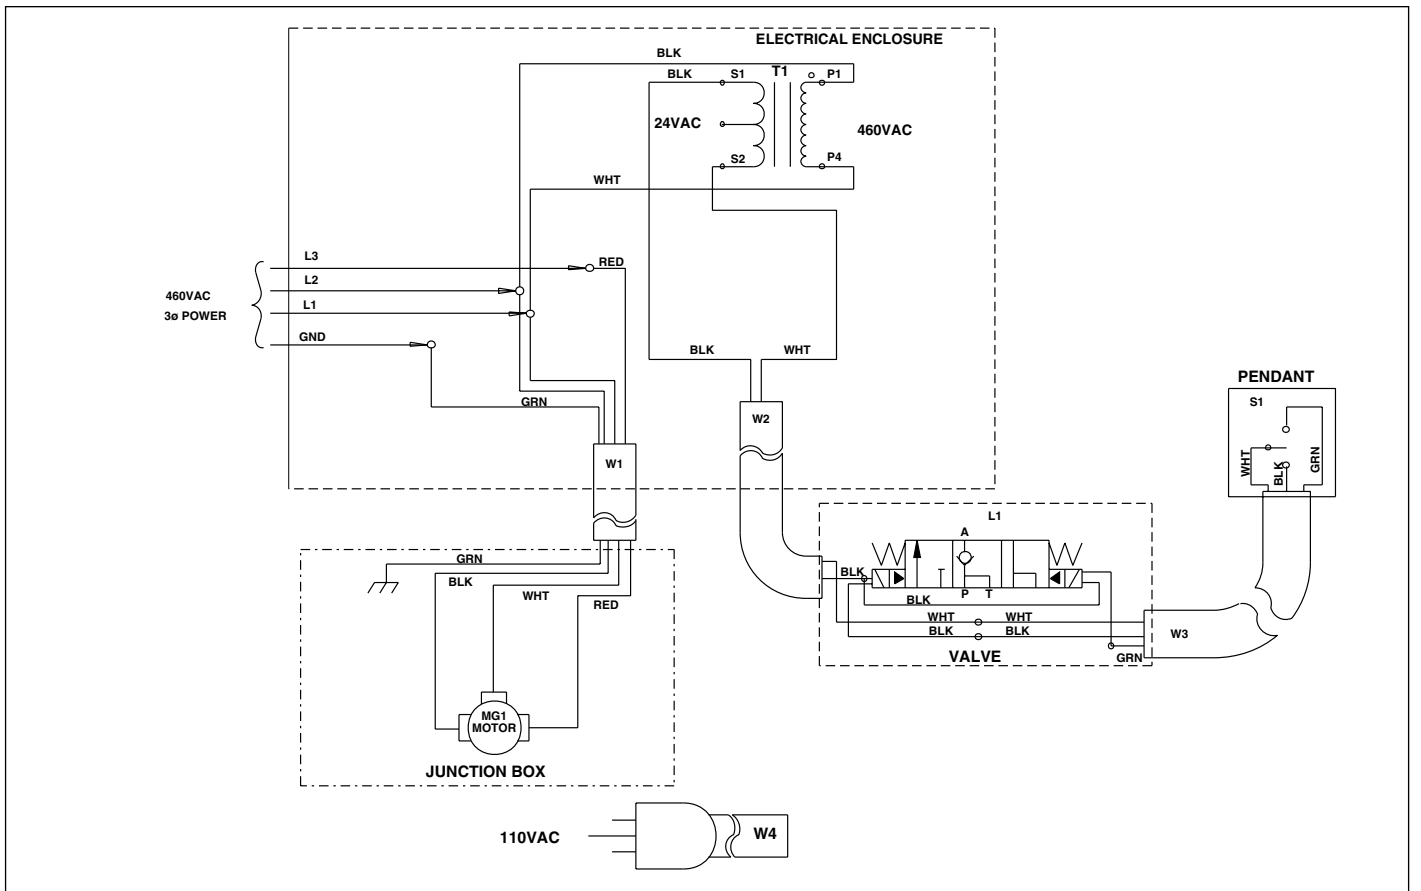 ELECTRICAL ENCLOSURE
BLK
BLK
S1
T1
P1
24VAC
460VAC
S2
P4
WHT
L3
RED
L2
460VAC
3ø POWER
L1
GND
BLK
WHT
GRN
W2
W1
PENDANT
S1
WHT
BLK
GRN
L1
A
GRN
BLK
WHT
RED
BLK
BLK
P
T
WHT
WHT
BLK
BLK
W3
VALVE
GRN
MG1
MOTOR
JUNCTION BOX
110VAC
W4